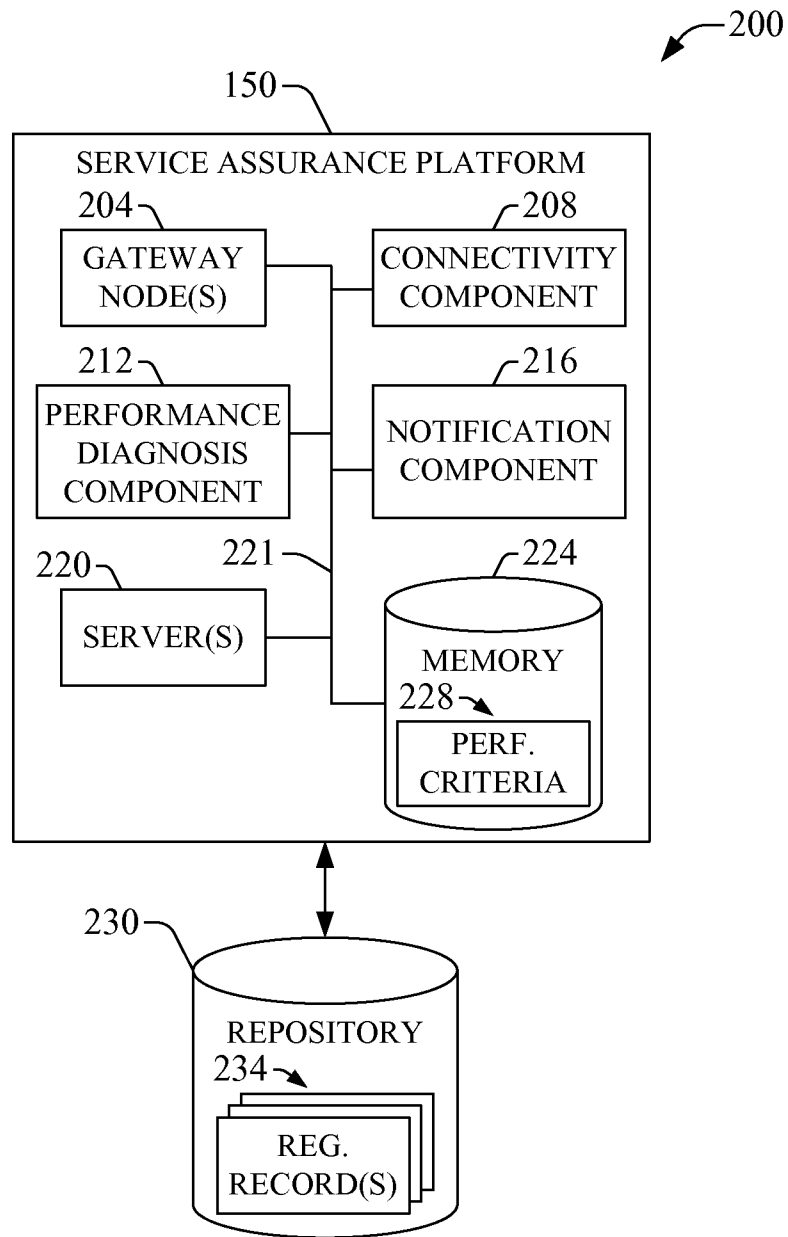 200
150
SERVICE ASSURANCE PLATFORM
204
208
GATEWAY
NODE(S)
CONNECTIVITY
COMPONENT
212
216
PERFORMANCE
DIAGNOSIS
COMPONENT
NOTIFICATION
COMPONENT
220
221
224
SERVER(S)
MEMORY
228
PERF.
CRITERIA
230
REPOSITORY
234
REG.
RECORD(S)